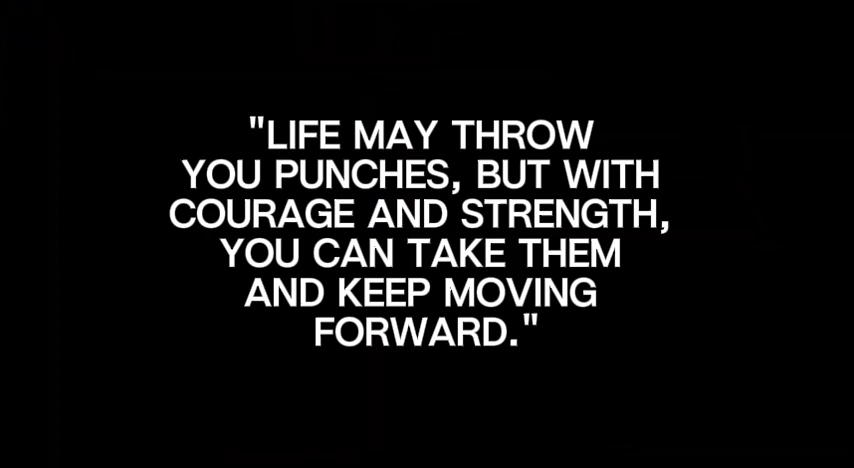 "LIFE MAY THROW
YOU PUNCHES, BUT WITH
COURAGE AND STRENGTH,
YOU CAN TAKE THEM
AND KEEP MOVING
FORWARD."